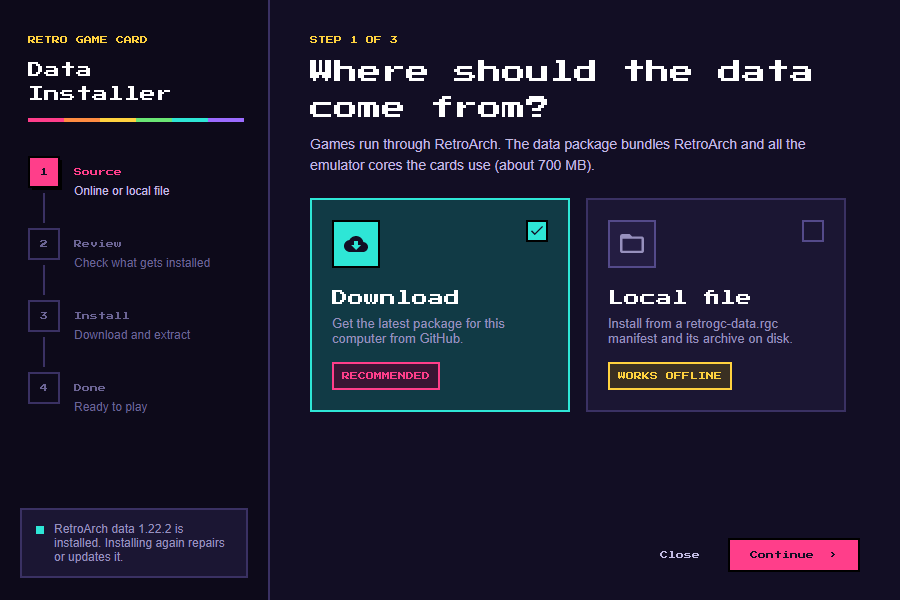 RETRO GAME CARD
Data
Installer
1
Source
Online or local file
2
Review
Check what gets installed
3
Install
Download and extract
4
Done
Ready to play
RetroArch data 1.22.2 is
installed. Installing again repairs
or updates it.
STEP 1 OF 3
Where should the data
come from?
Games run through RetroArch. The data package bundles RetroArch and all the
emulator cores the cards use (about 700 MB).
Download
Get the latest package for this
computer from GitHub.
RECOMMENDED
Local file
Install from a retrogc-data.rgc
manifest and its archive on disk.
WORKS OFFLINE
Close
Continue ›